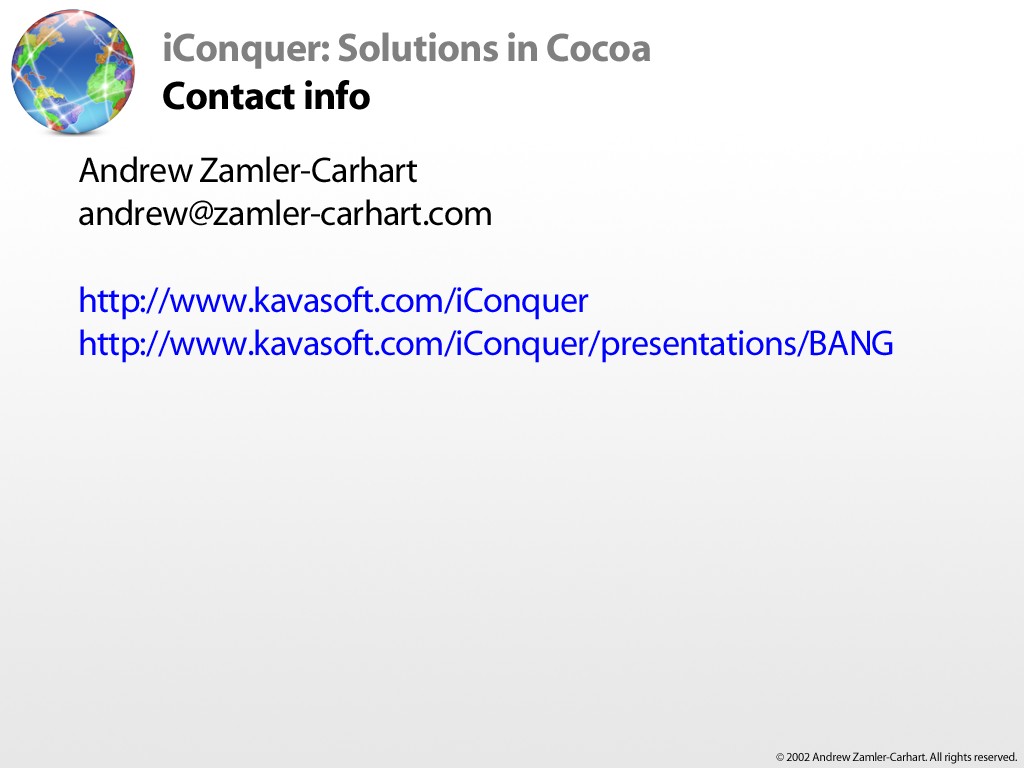 iConquer: Solutions in Cocoa
Contact info
Andrew Zamler-Carhart
andrew@zamler-carhart.com
http://www.kavasoft.com/iConquer
http://www.kavasoft.com/iConquer/presentations/BANG
© 2002 Andrew Zamler-Carhart. All rights reserved.